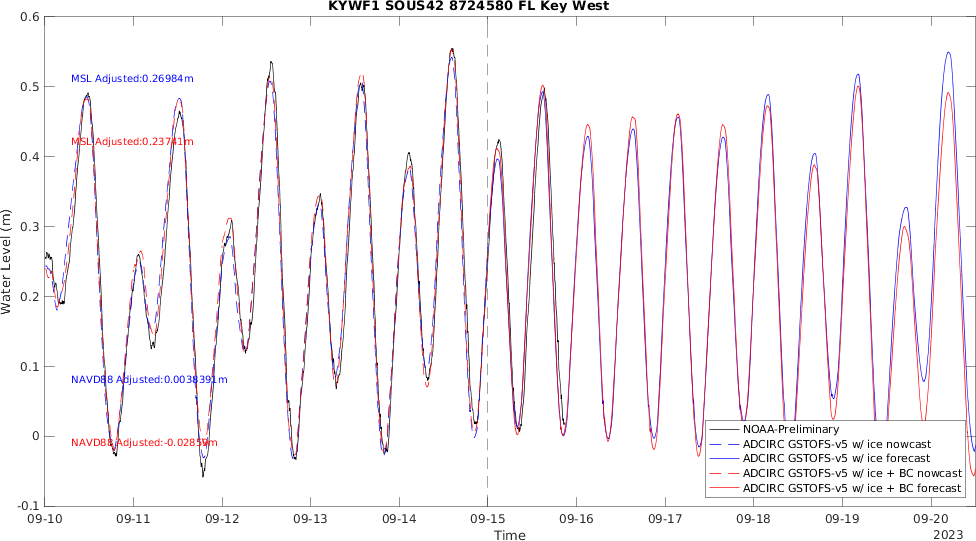 KYWF1 SOUS42 8724580 FL Key West
0.6
0.5
0.4
0.3
0.2
0.1
0
-0.1
Water Level (m)
MSL Adjusted:0.26984m
MSL Adjusted:0.23741m
NAVD88 Adjusted:0.0038391m
NAVD88 Adjusted:-0.02859m
NOAA-Preliminary
ADCIRC GSTOFS-v5 w/ ice nowcast
ADCIRC GSTOFS-v5 w/ ice forecast
ADCIRC GSTOFS-v5 w/ ice + BC nowcast
ADCIRC GSTOFS-v5 w/ ice + BC forecast
09-10 09-11 09-12 09-13 09-14 09-15 09-16 09-17 09-18 09-19 09-20
Time
2023